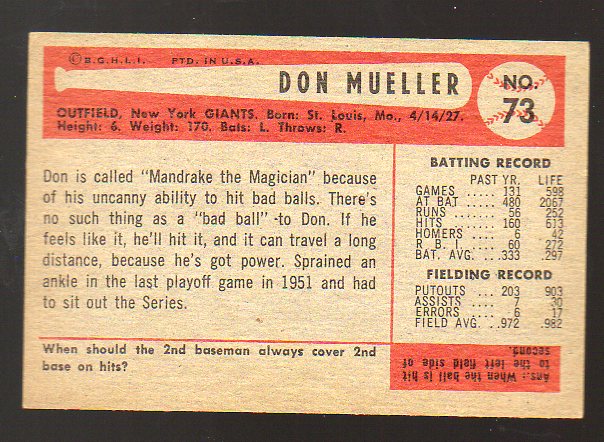 ©B.G.H.L.I. PTD. IN U.S.A.
DON MUELLER
NO.
73
OUTFIELD, New York GIANTS. Born: St. Louis, Mo., 4/14/27.
Height: 6. Weight: 170. Bats: L. Throws: R.
Don is called "Mandrake the Magician" because
of his uncanny ability to hit bad balls. There's
no such thing as a "bad ball" to Don. If he
feels like it, he'll hit it, and it can travel a long
distance, because he's got power. Sprained an
ankle in the last playoff game in 1951 and had
to sit out the Series.
BATTING RECORD
PAST YR. LIFE
GAMES ... 131 598
AT BAT ... 480 2067
RUNS .... 56 252
HITS .... 160 613
HOMERS .. 6 42
R. B. I. .. 60 272
BAT. AVG. .333 .297
FIELDING RECORD
PUTOUTS ... 203 903
ASSISTS ... 7 30
ERRORS ... 6 17
FIELD AVG. .972 .982
When should the 2nd baseman always cover 2nd
base on hits?
Ans.: When the ball is hit
to the left field side of
second.